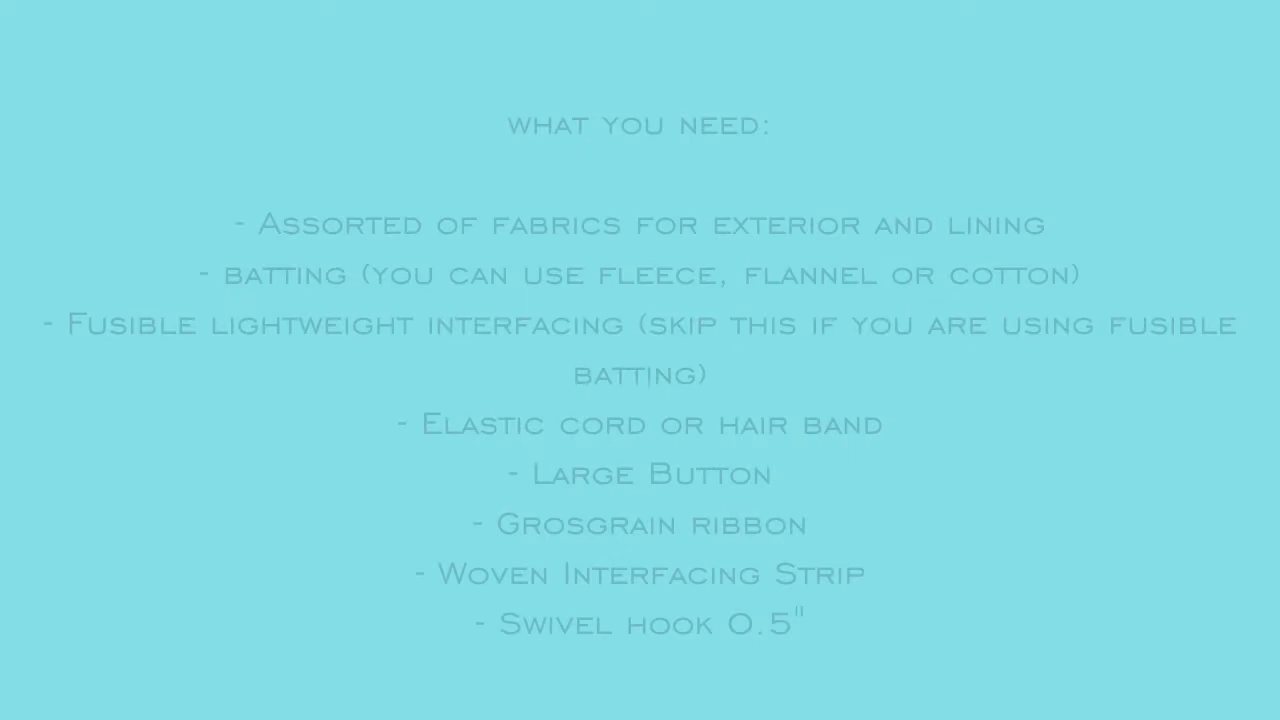 WHAT YOU NEED:
- ASSORTED OF FABRICS FOR EXTERIOR AND LINING
- BATTING (YOU CAN USE FLEECE, FLANNEL OR COTTON)
- FUSIBLE LIGHTWEIGHT INTERFACING (SKIP THIS IF YOU ARE USING FUSIBLE
BATTING)
- ELASTIC CORD OR HAIR BAND
- LARGE BUTTON
- GROSGRAIN RIBBON
- WOVEN INTERFACING STRIP
- SWIVEL HOOK 0.5"